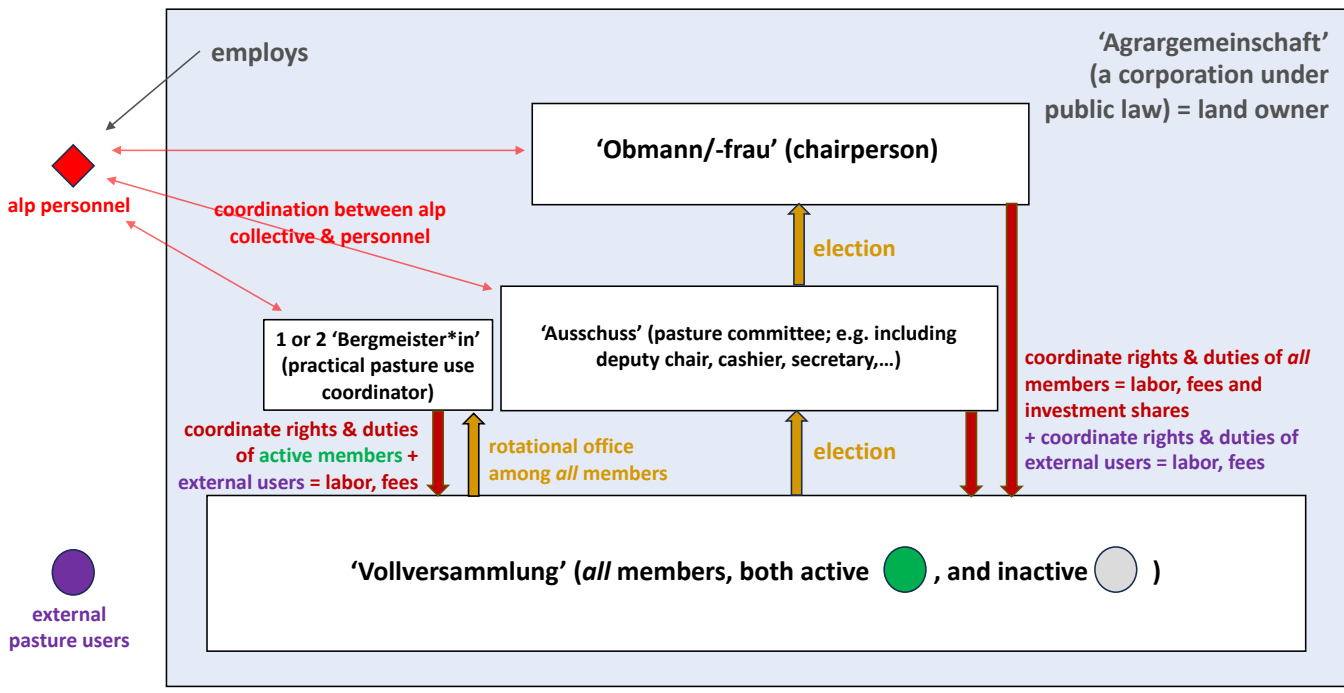 employs
‘Agrargemeinschaft’
(a corporation under
public law) = land owner
‘Obmann/-frau’ (chairperson)
alp personnel
coordination between alp
collective & personnel
election
1 or 2 ‘Bergmeister*in’
(practical pasture use
coordinator)
‘Ausschuss’ (pasture committee; e.g. including
deputy chair, cashier, secretary,…)
coordinate rights & duties of all
members = labor, fees and
investment shares
+ coordinate rights & duties of
external users = labor, fees
coordinate rights & duties
of active members +
external users = labor, fees
rotational office
among all members
election
‘Vollversammlung’ (all members, both active , and inactive )
external
pasture users